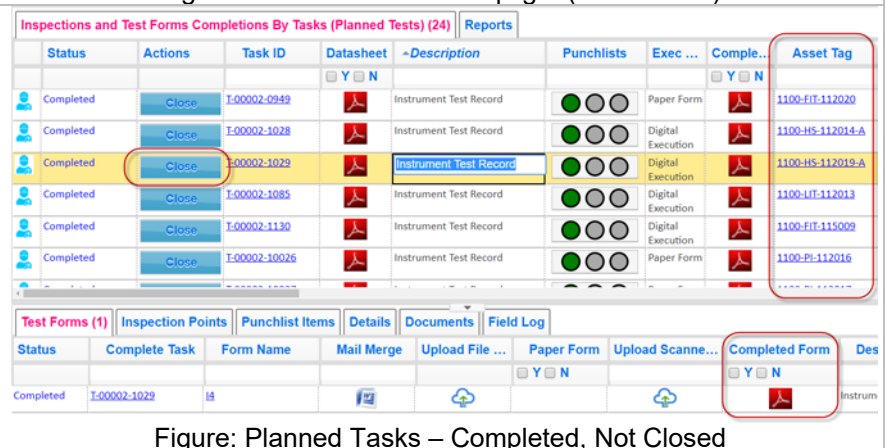 Inspections and Test Forms Completions By Tasks (Planned Tests) (24) Reports
Status Actions Task ID Datasheet Description Punchlists Exec ... Comple... Asset Tag
Y N Y N
Completed Close T-00002-0949 Instrument Test Record Paper Form 1100-FIT-112020
Completed Close T-00002-1028 Instrument Test Record Digital Execution 1100-HS-112014-A
Completed Close T-00002-1029 Instrument Test Record Digital Execution 1100-HS-112019-A
Completed Close T-00002-1085 Instrument Test Record Digital Execution 1100-LIT-112013
Completed Close T-00002-1130 Instrument Test Record Digital Execution 1100-FIT-115009
Completed Close T-00002-10026 Instrument Test Record Paper Form 1100-PI-112016
Test Forms (1) Inspection Points Punchlist Items Details Documents Field Log
Status Complete Task Form Name Mail Merge Upload File ... Paper Form Upload Scanne... Completed Form Des
Y N Y N
Completed T-00002-1029 I4 Instrum
Figure: Planned Tasks – Completed, Not Closed